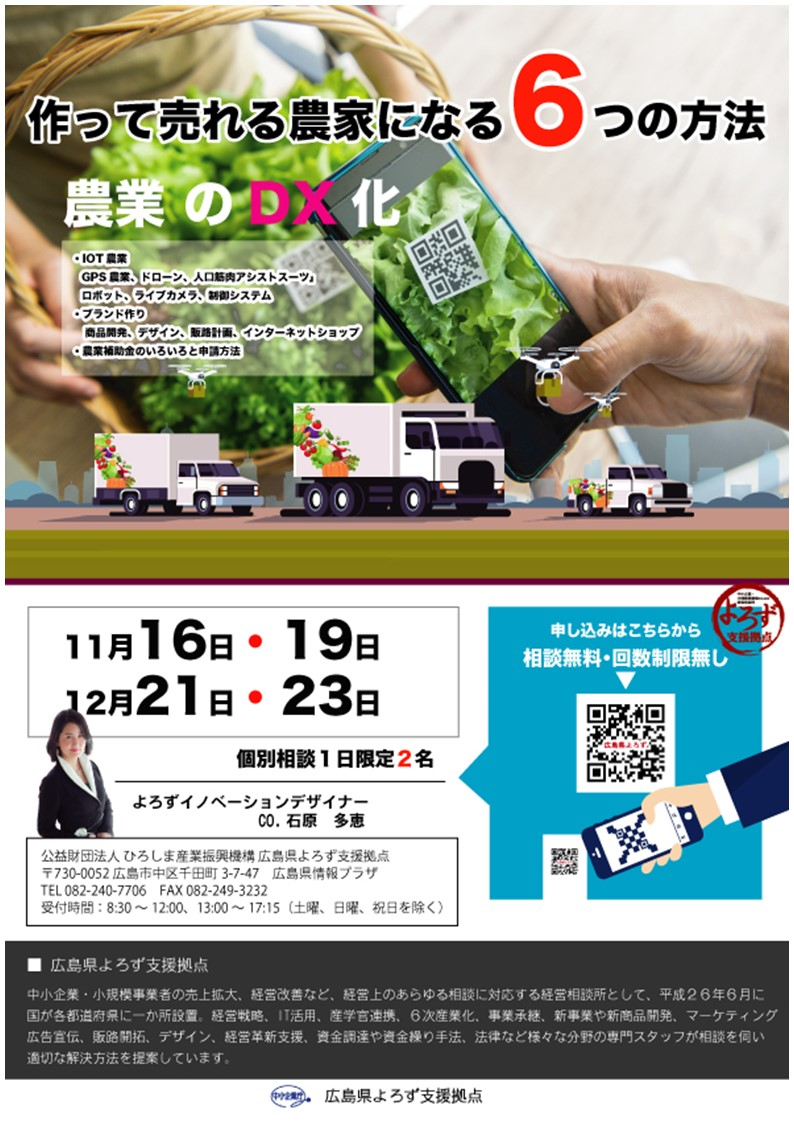 作って売れる農家になる6つの方法
農業 の DX 化
・IOT 農業
GPS 農業、ドローン、人口筋肉アシストスーツ」
ロボット、ライブカメラ、制御システム
・ブランド作り
商品開発、デザイン、販路計画、インターネットショップ
・農業補助金のいろいろと申請方法
11月16日・19日
12月21日・23日
個別相談1日限定2名
よろずイノベーションデザイナー
CO. 石原 多恵
よろず
支援拠点
申し込みはこちらから
相談無料・回数制限無し
広島県よろず
公益財団法人 ひろしま産業振興機構 広島県よろず支援拠点
〒730-0052 広島市中区千田町 3-7-47 広島県情報プラザ
TEL 082-240-7706 FAX 082-249-3232
受付時間：8:30 〜 12:00、13:00 〜 17:15（土曜、日曜、祝日を除く）
■ 広島県よろず支援拠点
中小企業・小規模事業者の売上拡大、経営改善など、経営上のあらゆる相談に対応する経営相談所として、平成２６年６月に
国が各都道府県に一か所設置。経営戦略、IT活用、産学官連携、６次産業化、事業承継、新事業や新商品開発、マーケティング
広告宣伝、販路開拓、デザイン、経営革新支援、資金調達や資金繰り手法、法律など様々な分野の専門スタッフが相談を伺い
適切な解決方法を提案しています。
中小企業庁 広島県よろず支援拠点